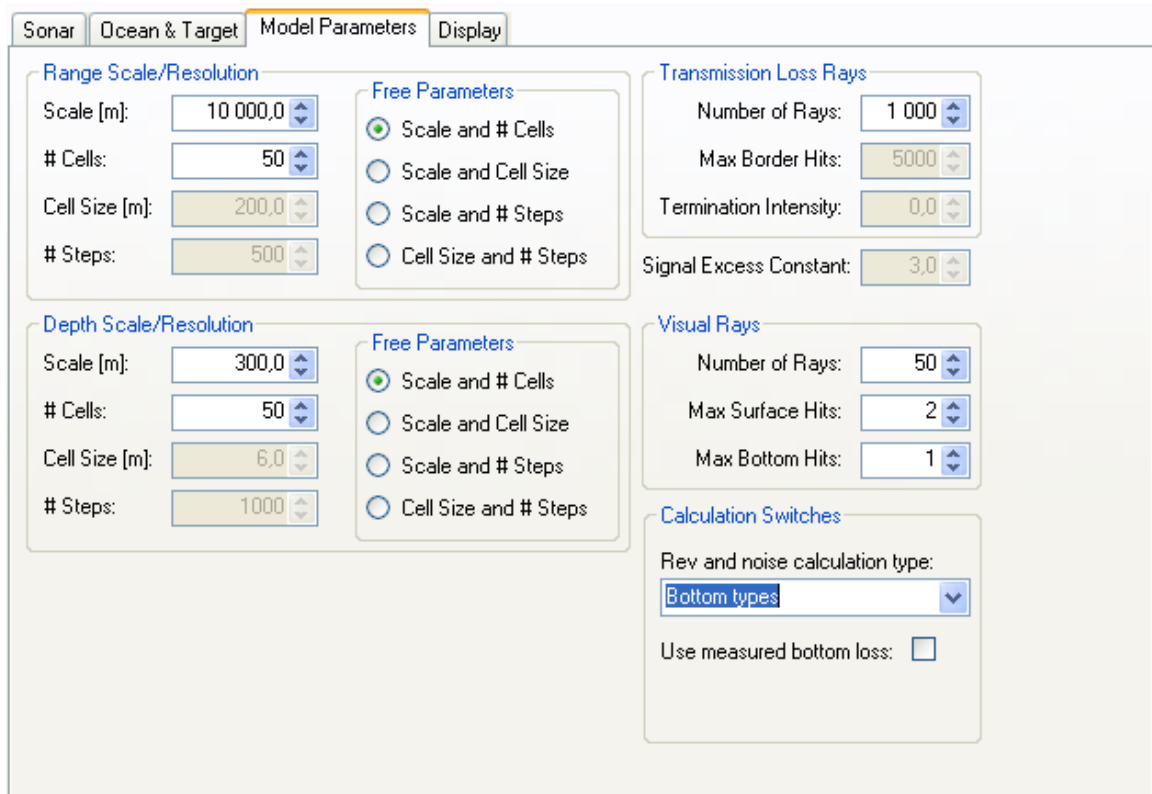 Sonar Ocean & Target Model Parameters Display
Range Scale/Resolution
Scale [m]: 10 000,0
# Cells: 50
Cell Size [m]: 200,0
# Steps: 500
Free Parameters
Scale and # Cells
Scale and Cell Size
Scale and # Steps
Cell Size and # Steps
Transmission Loss Rays
Number of Rays: 1 000
Max Border Hits: 5000
Termination Intensity: 0,0
Signal Excess Constant: 3,0
Depth Scale/Resolution
Scale [m]: 300,0
# Cells: 50
Cell Size [m]: 6,0
# Steps: 1000
Free Parameters
Scale and # Cells
Scale and Cell Size
Scale and # Steps
Cell Size and # Steps
Visual Rays
Number of Rays: 50
Max Surface Hits: 2
Max Bottom Hits: 1
Calculation Switches
Rev and noise calculation type:
Bottom types
Use measured bottom loss: